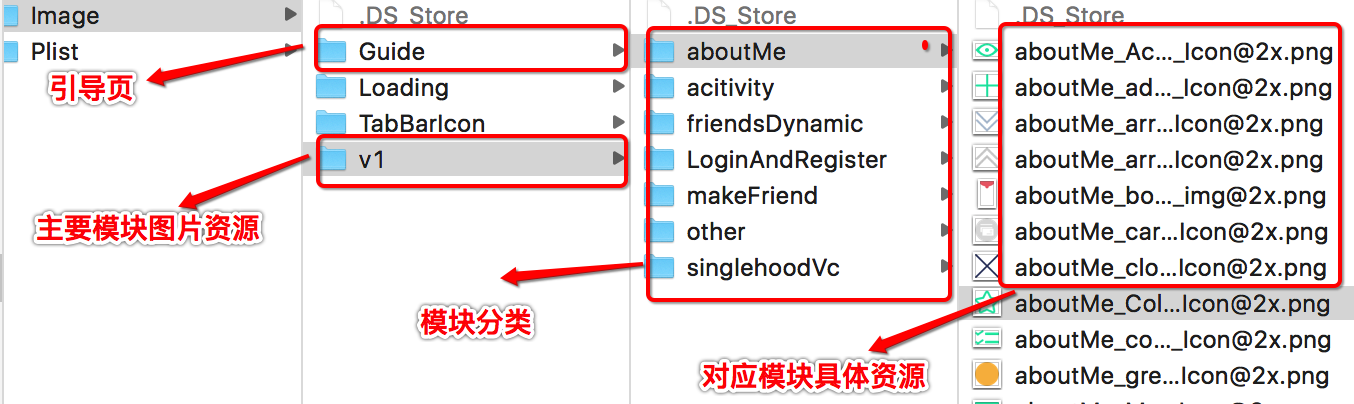 Image
Plist
引导页
主要模块图片资源
.DS_Store
Guide
Loading
TabBarIcon
v1
模块分类
.DS_Store
aboutMe
acitivity
friendsDynamic
LoginAndRegister
makeFriend
other
singlehoodVc
对应模块具体资源
.DS_Store
aboutMe_Ac..._Icon@2x.png
aboutMe_ad..._Icon@2x.png
aboutMe_arr...Icon@2x.png
aboutMe_arr...Icon@2x.png
aboutMe_bo..._img@2x.png
aboutMe_car...Icon@2x.png
aboutMe_clo...Icon@2x.png
aboutMe_Col...Icon@2x.png
aboutMe_co..._Icon@2x.png
aboutMe_gre...Icon@2x.png